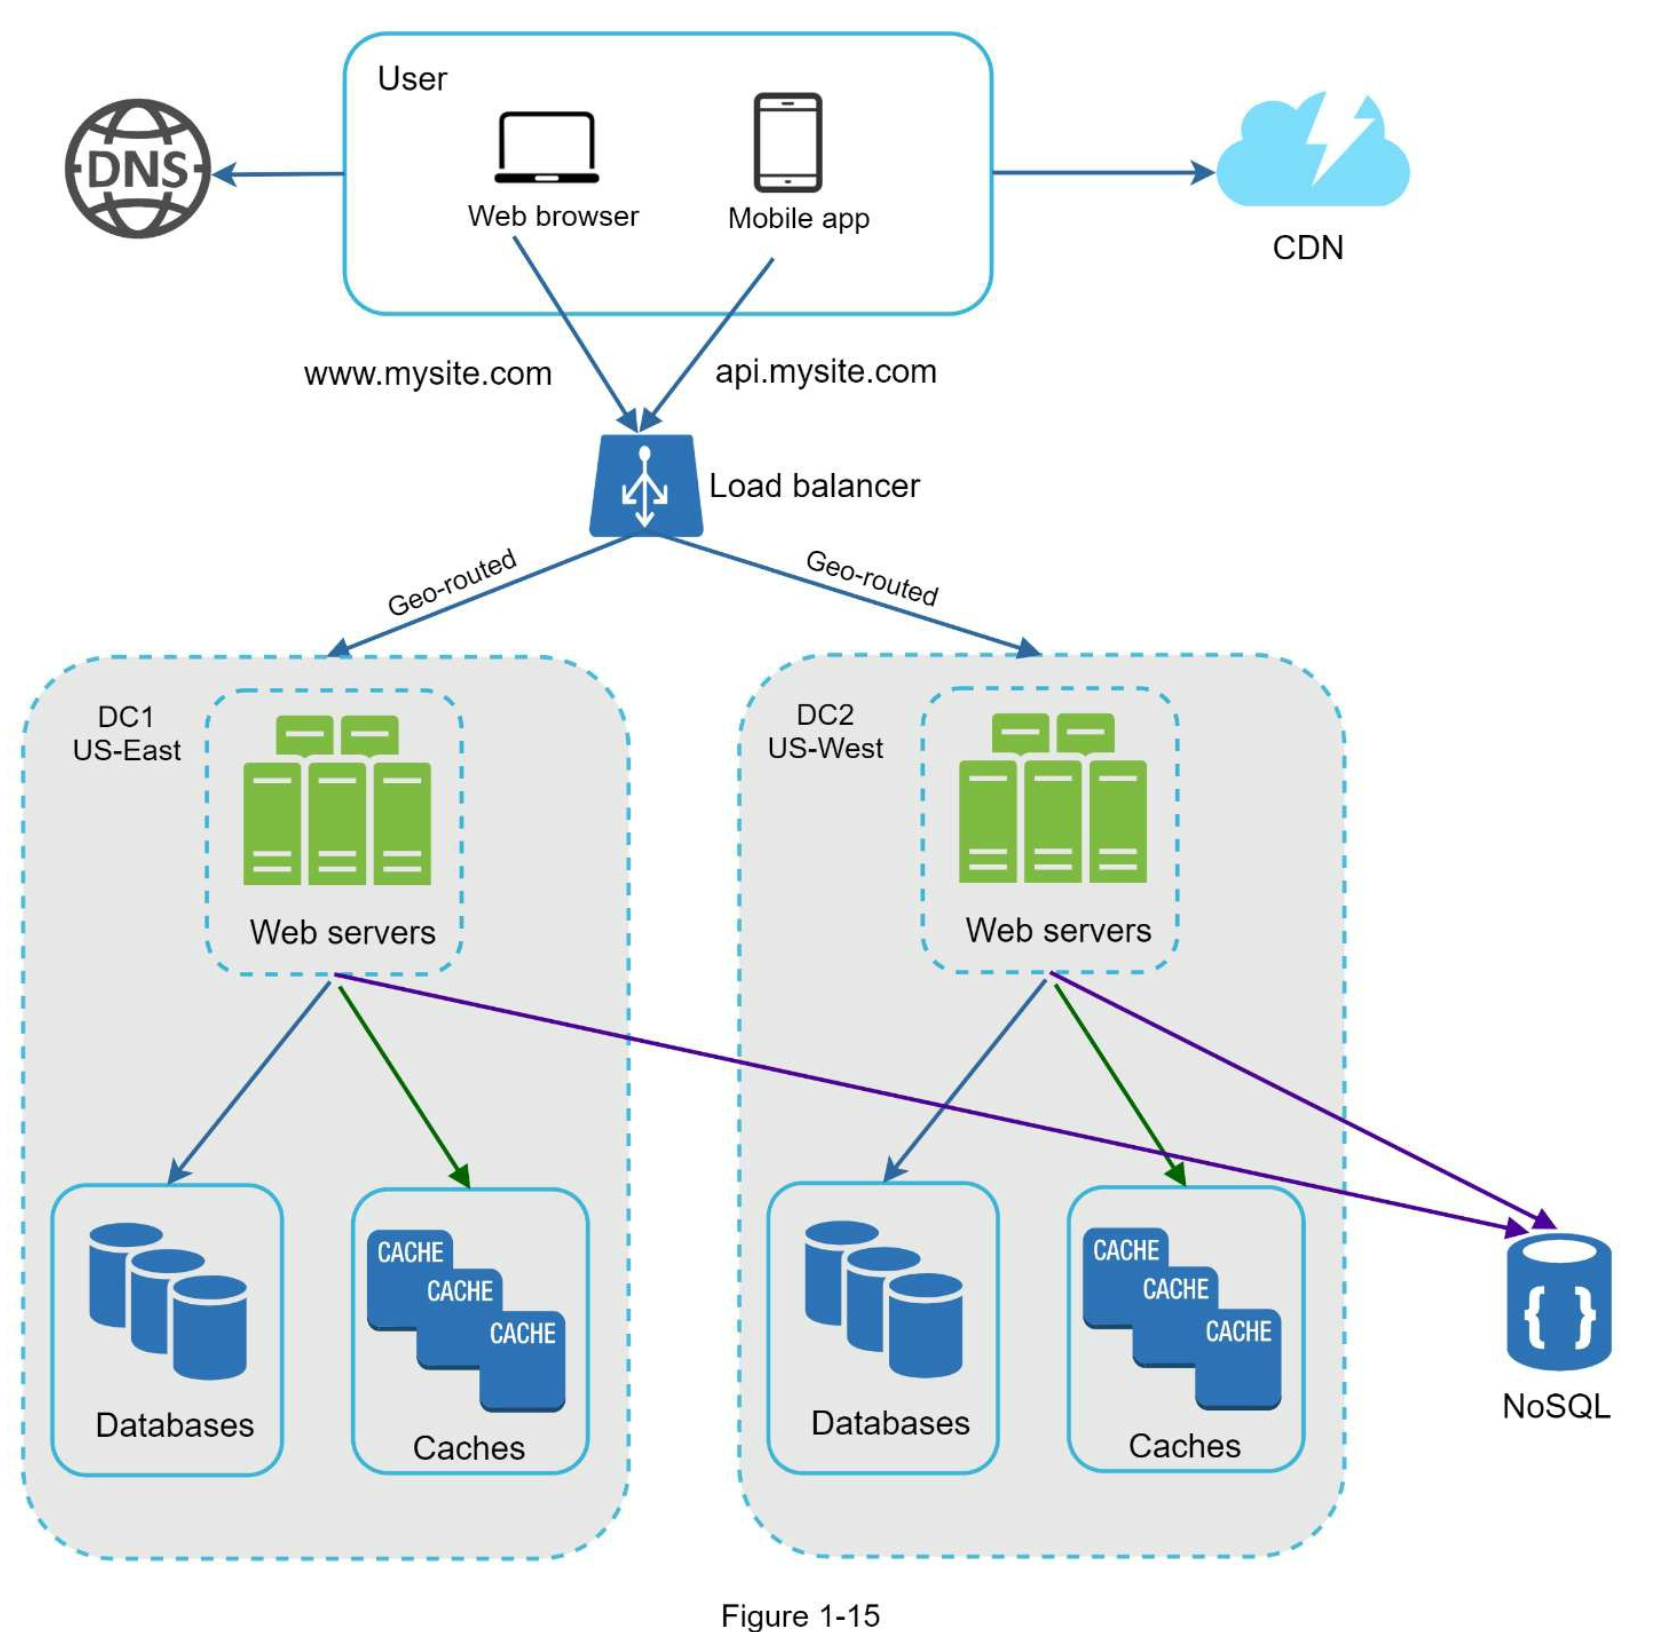 User
DNS
Web browser
Mobile app
CDN
www.mysite.com
api.mysite.com
Load balancer
Geo-routed
Geo-routed
DC1
US-East
Web servers
DC2
US-West
Web servers
CACHE
CACHE
CACHE
Databases
Caches
CACHE
CACHE
CACHE
Databases
Caches
{ }
NoSQL
Figure 1-15